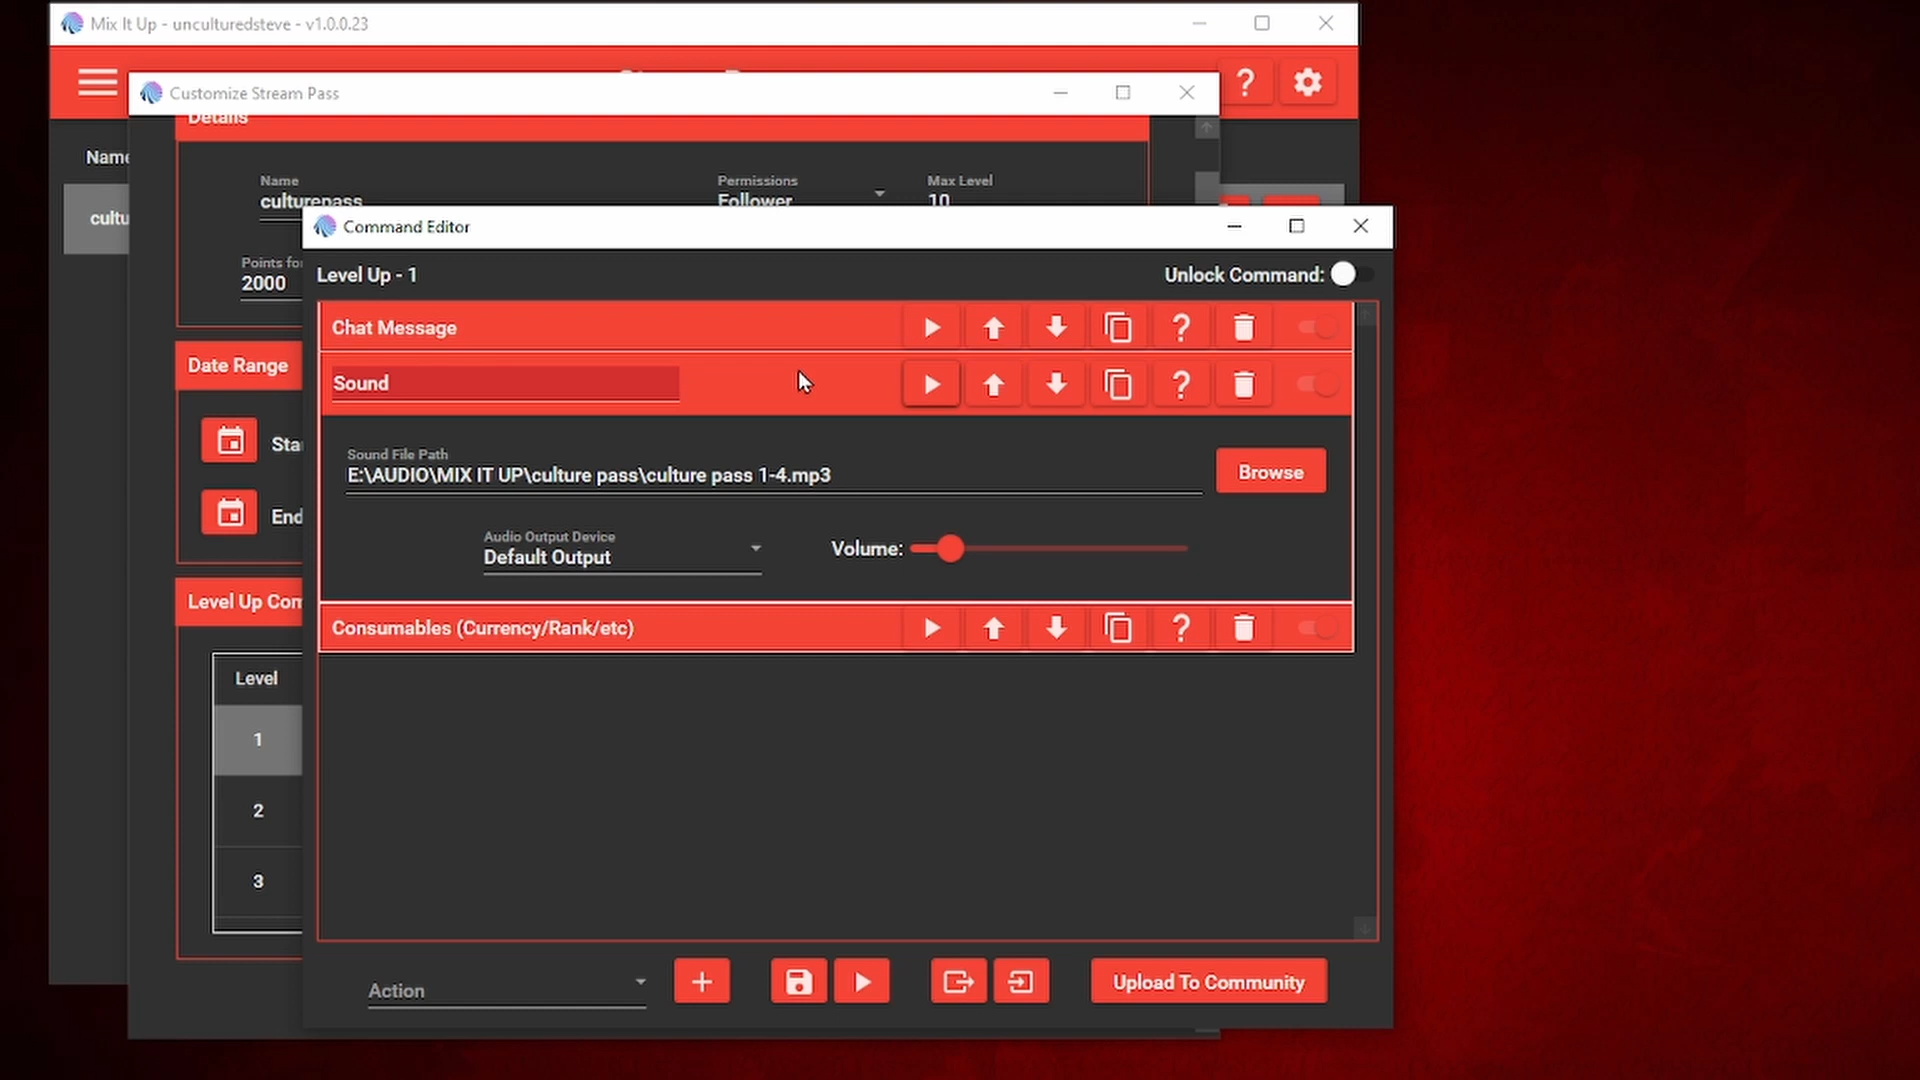 Mix It Up - unculturedsteve - v1.0.0.23
?
Customize Stream Pass
Details
Name
Name
culturepass
Permissions
Follower
Max Level
10
cultu
Command Editor
Points fo
2000
Level Up - 1
Unlock Command:
Chat Message
?
Date Range
Sound
?
Sta
Sound File Path
E:\AUDIO\MIX IT UP\culture pass\culture pass 1-4.mp3
Browse
End
Audio Output Device
Default Output
Volume:
Level Up Com
Consumables (Currency/Rank/etc)
?
Level
1
2
3
Action
Upload To Community